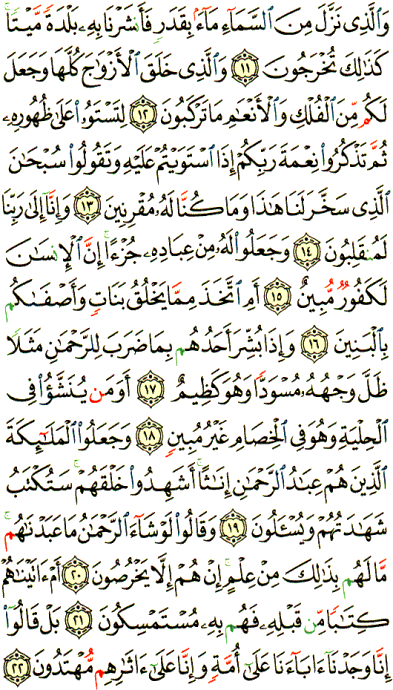 وَٱلَّذِى نَزَّلَ مِنَ ٱلسَّمَآءِ مَآءًۢ بِقَدَرٍ فَأَنشَرْنَا بِهِۦ بَلْدَةً مَّيْتًا ۚ
كَذَٰلِكَ تُخْرَجُونَ ١١ وَٱلَّذِى خَلَقَ ٱلْأَزْوَٰجَ كُلَّهَا وَجَعَلَ
لَكُم مِّنَ ٱلْفُلْكِ وَٱلْأَنْعَٰمِ مَا تَرْكَبُونَ ١٢ لِتَسْتَوُۥا۟ عَلَىٰ ظُهُورِهِۦ
ثُمَّ تَذْكُرُوا۟ نِعْمَةَ رَبِّكُمْ إِذَا ٱسْتَوَيْتُمْ عَلَيْهِ وَتَقُولُوا۟ سُبْحَٰنَ
ٱلَّذِى سَخَّرَ لَنَا هَٰذَا وَمَا كُنَّا لَهُۥ مُقْرِنِينَ ١٣ وَإِنَّآ إِلَىٰ رَبِّنَا
لَمُنقَلِبُونَ ١٤ وَجَعَلُوا۟ لَهُۥ مِنْ عِبَادِهِۦ جُزْءًا ۚ إِنَّ ٱلْإِنسَٰنَ
لَكَفُورٌ مُّبِينٌ ١٥ أَمِ ٱتَّخَذَ مِمَّا يَخْلُقُ بَنَاتٍ وَأَصْفَىٰكُم
بِٱلْبَنِينَ ١٦ وَإِذَا بُشِّرَ أَحَدُهُم بِمَا ضَرَبَ لِلرَّحْمَٰنِ مَثَلًا
ظَلَّ وَجْهُهُۥ مُسْوَدًّا وَهُوَ كَظِيمٌ ١٧ أَوَمَن يُنَشَّؤُا۟ فِى
ٱلْحِلْيَةِ وَهُوَ فِى ٱلْخِصَامِ غَيْرُ مُبِينٍ ١٨ وَجَعَلُوا۟ ٱلْمَلَٰٓئِكَةَ
ٱلَّذِينَ هُمْ عِبَٰدُ ٱلرَّحْمَٰنِ إِنَٰثًا ۚ أَشَهِدُوا۟ خَلْقَهُمْ ۚ سَتُكْتَبُ
شَهَٰدَتُهُمْ وَيُسْـَٔلُونَ ١٩ وَقَالُوا۟ لَوْ شَآءَ ٱلرَّحْمَٰنُ مَا عَبَدْنَٰهُم ۗ
مَّا لَهُم بِذَٰلِكَ مِنْ عِلْمٍ ۖ إِنْ هُمْ إِلَّا يَخْرُصُونَ ٢٠ أَمْ ءَاتَيْنَٰهُمْ
كِتَٰبًا مِّن قَبْلِهِۦ فَهُم بِهِۦ مُسْتَمْسِكُونَ ٢١ بَلْ قَالُوٓا۟
إِنَّا وَجَدْنَآ ءَابَآءَنَا عَلَىٰٓ أُمَّةٍ وَإِنَّا عَلَىٰٓ ءَاثَٰرِهِم مُّهْتَدُونَ ٢٢